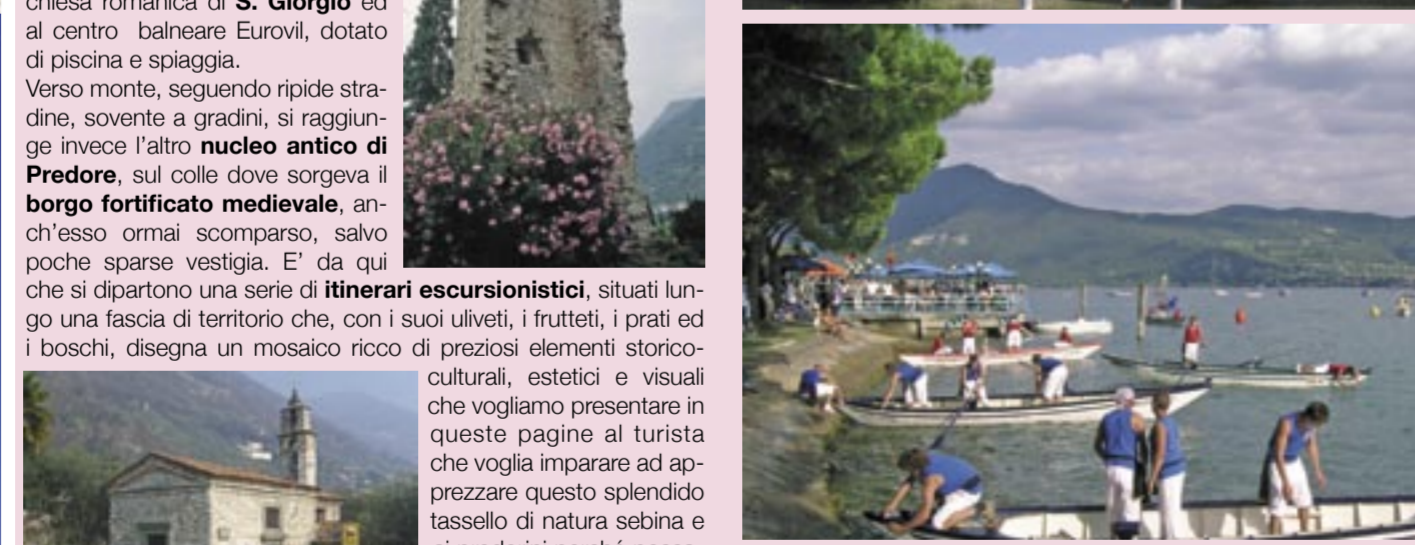 chiesa romanica di S. Giorgio ed
al centro balneare Eurovil, dotato
di piscina e spiaggia.
Verso monte, seguendo ripide stra-
dine, sovente a gradini, si raggiun-
ge invece l'altro nucleo antico di
Predore, sul colle dove sorgeva il
borgo fortificato medievale, an-
ch'esso ormai scomparso, salvo
poche sparse vestigia. E' da qui
che si dipartono una serie di itinerari escursionistici, situati lun-
go una fascia di territorio che, con i suoi uliveti, i frutteti, i prati ed
i boschi, disegna un mosaico ricco di preziosi elementi storico-
culturali, estetici e visuali
che vogliamo presentare in
queste pagine al turista
che voglia imparare ad ap-
prezzare questo splendido
tassello di natura sebina e